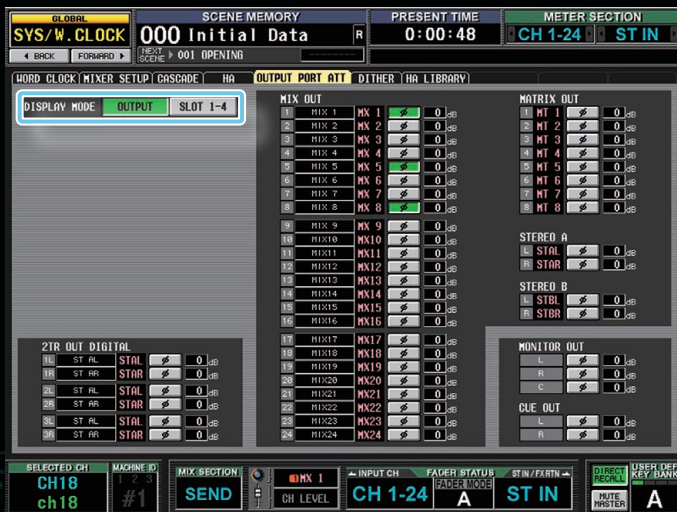 GLOBAL
SYS/W.CLOCK
SCENE MEMORY
000 Initial Data R
PRESENT TIME
0:00:48
METER SECTION
CH 1-24 ST IN
BACK FORWARD NEXT SCENE 001 OPENING
WORD CLOCK MIXER SETUP CASCADE HA OUTPUT PORT ATT DITHER HA LIBRARY
DISPLAY MODE OUTPUT SLOT 1-4
MIX OUT
1 MIX 1 MX 1 ø 0 dB
2 MIX 2 MX 2 ø 0 dB
3 MIX 3 MX 3 ø 0 dB
4 MIX 4 MX 4 ø 0 dB
5 MIX 5 MX 5 ø 0 dB
6 MIX 6 MX 6 ø 0 dB
7 MIX 7 MX 7 ø 0 dB
8 MIX 8 MX 8 ø 0 dB
9 MIX 9 MX 9 ø 0 dB
10 MIX10 MX10 ø 0 dB
11 MIX11 MX11 ø 0 dB
12 MIX12 MX12 ø 0 dB
13 MIX13 MX13 ø 0 dB
14 MIX14 MX14 ø 0 dB
15 MIX15 MX15 ø 0 dB
16 MIX16 MX16 ø 0 dB
17 MIX17 MX17 ø 0 dB
18 MIX18 MX18 ø 0 dB
19 MIX19 MX19 ø 0 dB
20 MIX20 MX20 ø 0 dB
21 MIX21 MX21 ø 0 dB
22 MIX22 MX22 ø 0 dB
23 MIX23 MX23 ø 0 dB
24 MIX24 MX24 ø 0 dB
MATRIX OUT
1 MT 1 ø 0 dB
2 MT 2 ø 0 dB
3 MT 3 ø 0 dB
4 MT 4 ø 0 dB
5 MT 5 ø 0 dB
6 MT 6 ø 0 dB
7 MT 7 ø 0 dB
8 MT 8 ø 0 dB
STEREO A
L STAL ø 0 dB
R STAR ø 0 dB
STEREO B
L STBL ø 0 dB
R STBR ø 0 dB
2TR OUT DIGITAL
1L ST AL STAL ø 0 dB
1R ST AR STAR ø 0 dB
2L ST AL STAL ø 0 dB
2R ST AR STAR ø 0 dB
3L ST AL STAL ø 0 dB
3R ST AR STAR ø 0 dB
MONITOR OUT
L ø 0 dB
R ø 0 dB
C ø 0 dB
CUE OUT
L ø 0 dB
R ø 0 dB
SELECTED CH
CH18
ch18
MACHINE ID
1 2 3
#1
MIX SECTION
SEND
MX 1
CH LEVEL
INPUT CH FADER STATUS ST IN/FXRTN
CH 1-24
FADER MODE
A
ST IN
DIRECT RECALL
MUTE MASTER
USER DEF
KEY BANK
A